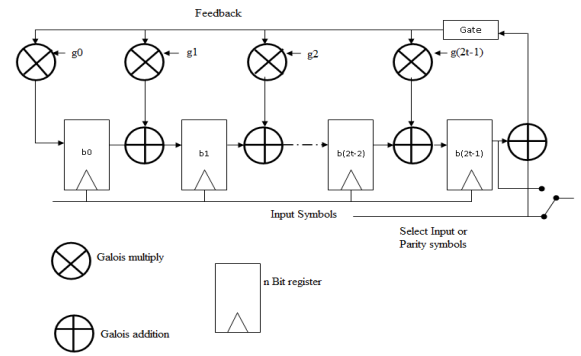 Feedback
Gate
g0
g1
g2
g(2t-1)
b0
b1
b(2t-2)
b(2t-1)
Input Symbols
Select Input or
Parity symbols
Galois multiply
n Bit register
Galois addition